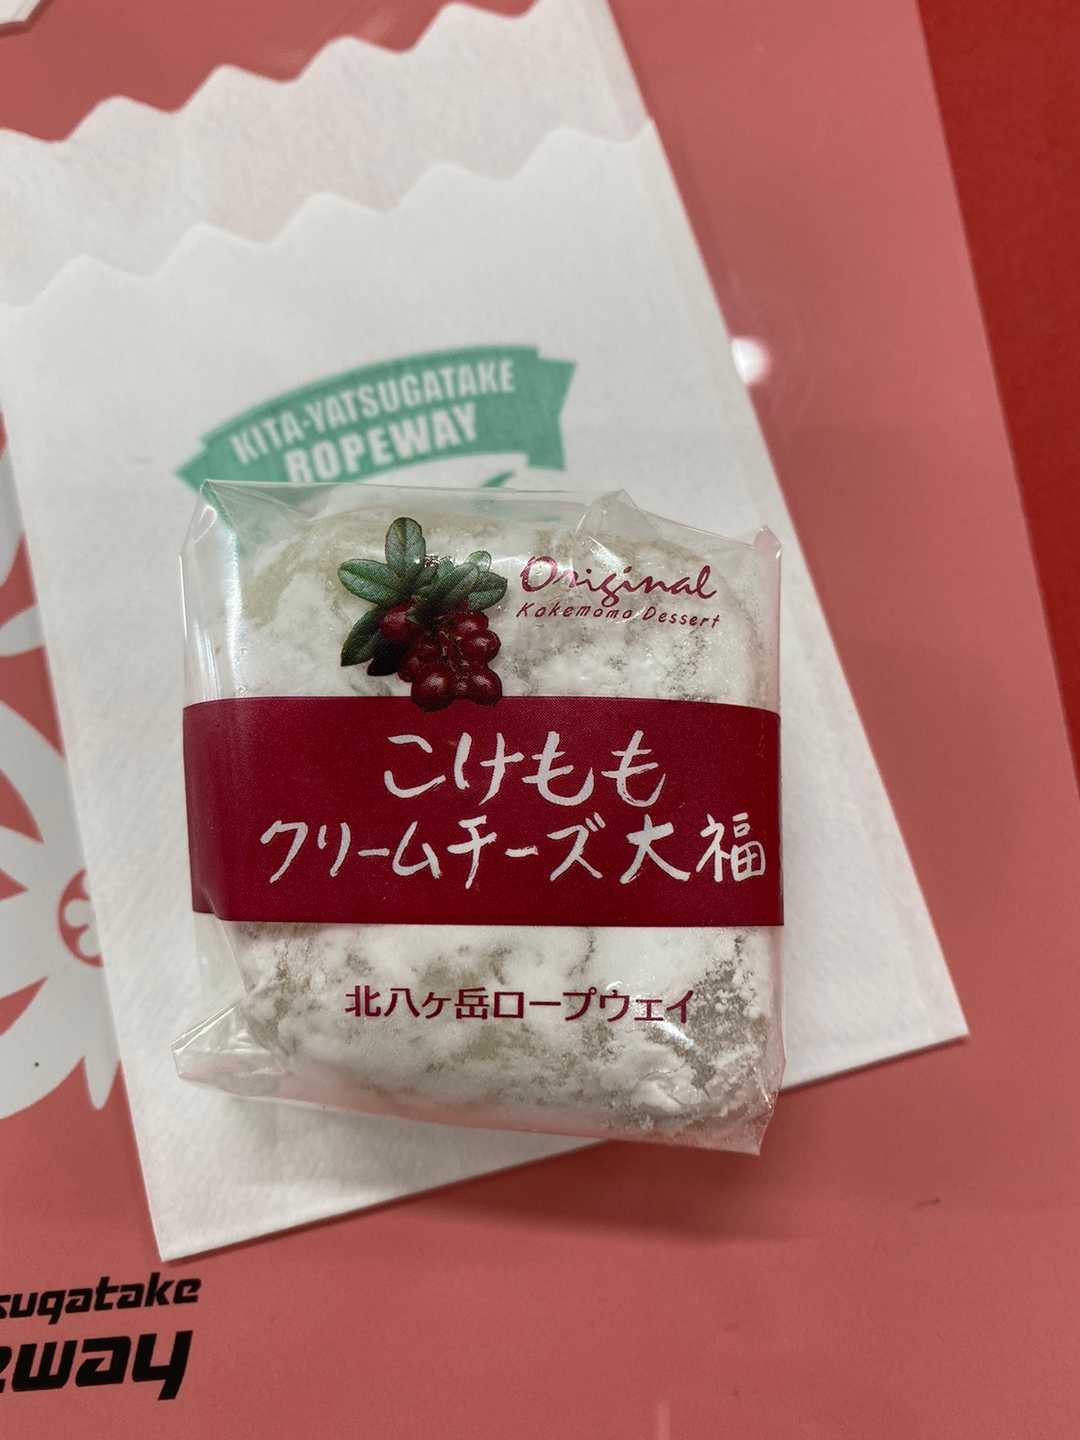 KITA-YATSUGATAKE
ROPEWAY
Original
Kokemomo Dessert
こけもも
クリームチーズ大福
北八ヶ岳ロープウェイ
sugatake
eway